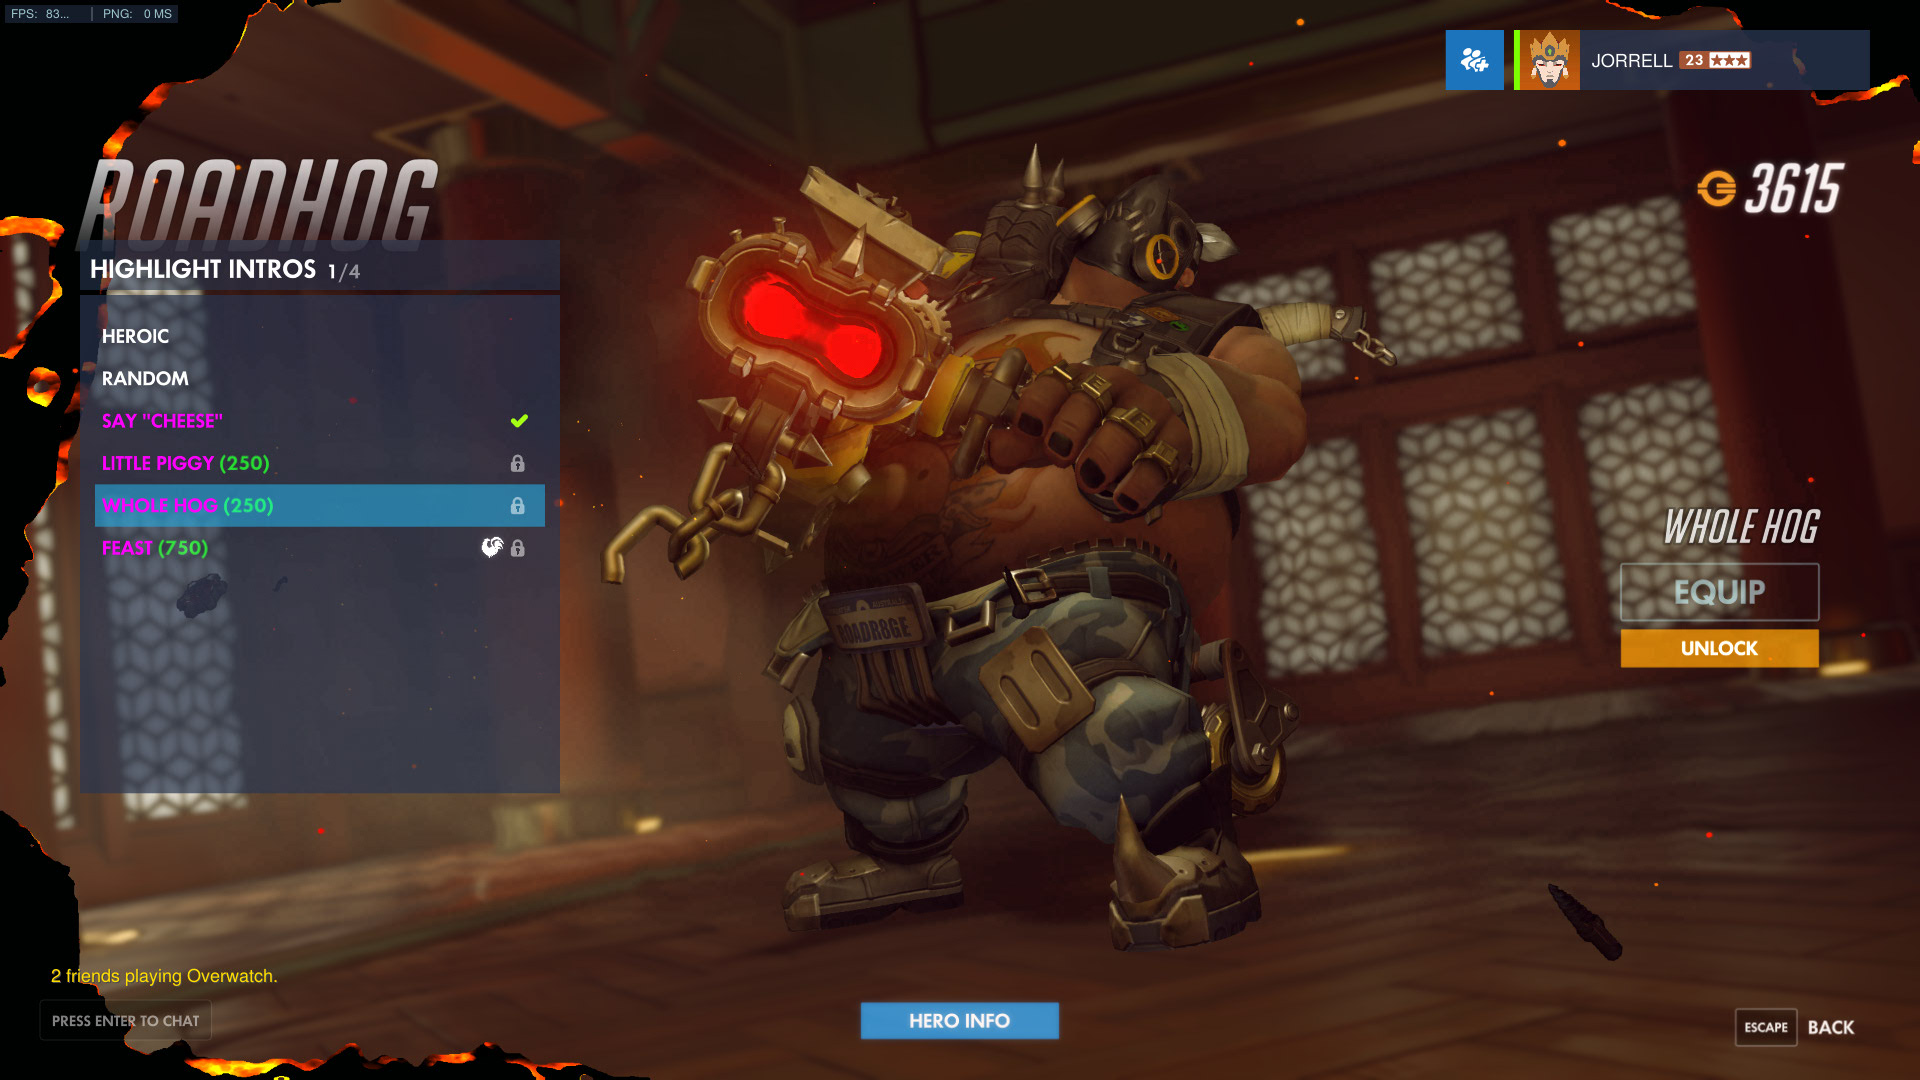 FPS: 83... | PNG: 0 MS
JORRELL 23
ROADHOG
3615
HIGHLIGHT INTROS 1/4
HEROIC
RANDOM
SAY "CHEESE"
LITTLE PIGGY (250)
WHOLE HOG (250)
FEAST (750)
WHOLE HOG
EQUIP
UNLOCK
ROADR8GE
2 friends playing Overwatch.
PRESS ENTER TO CHAT
HERO INFO
ESCAPE BACK